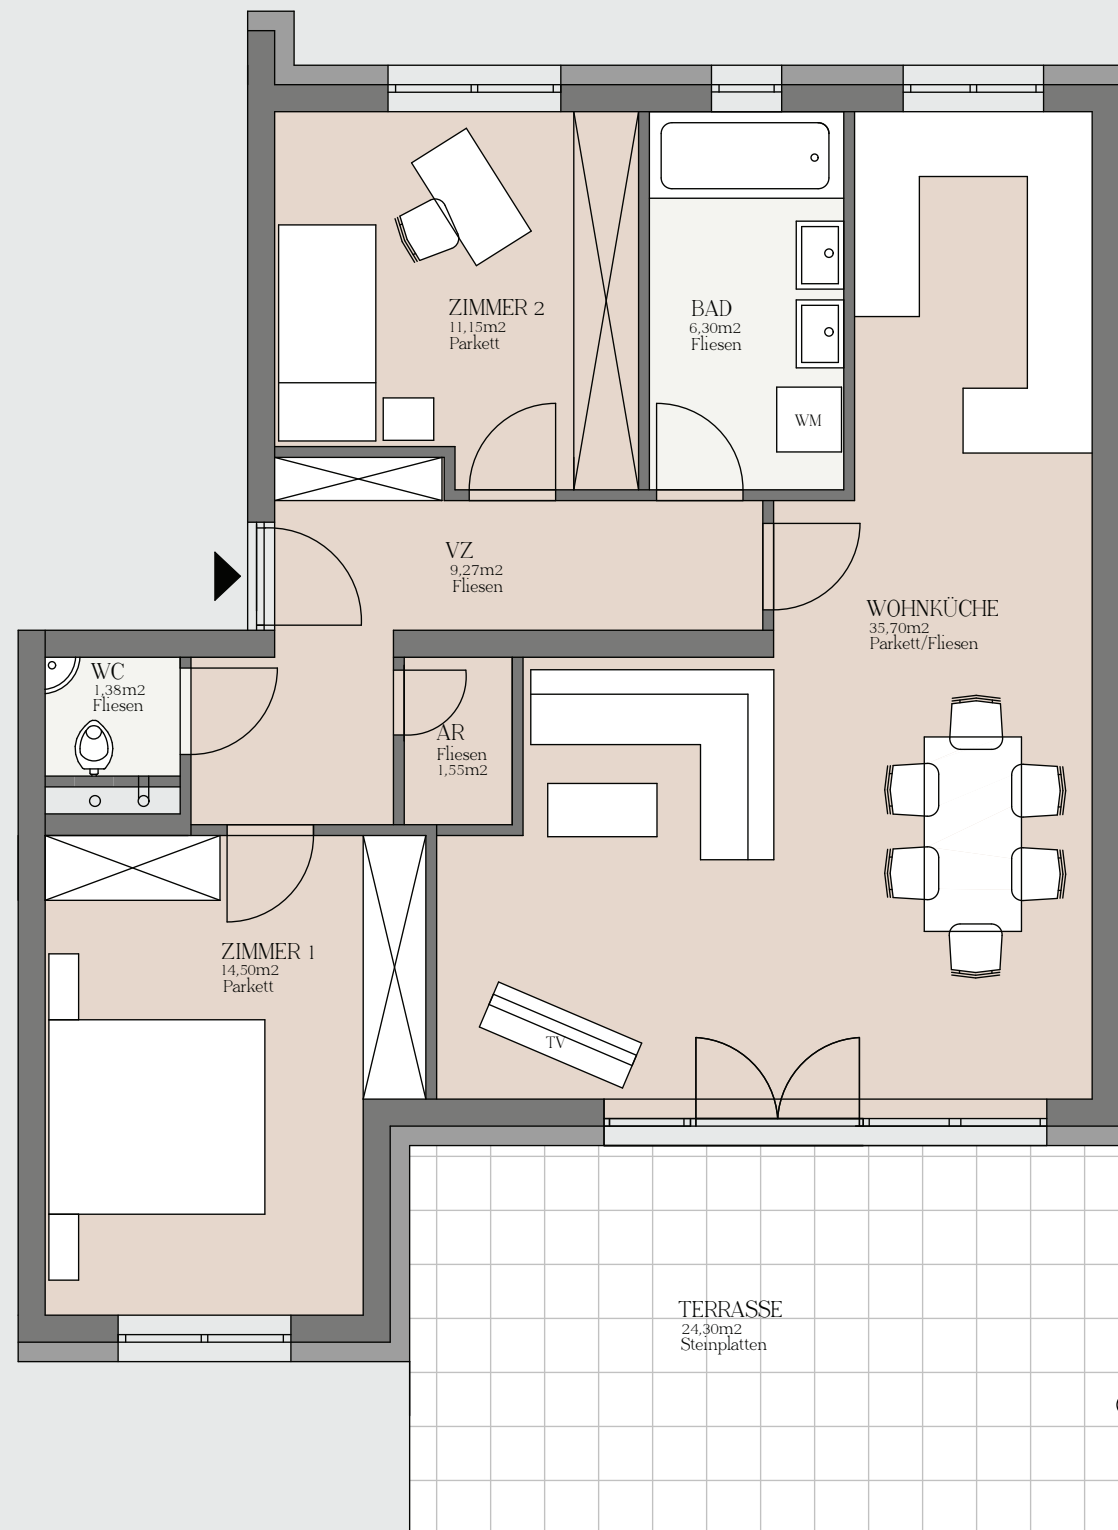 ZIMMER 2
11,15m2
Parkett
BAD
6,30m2
Fliesen
WM
VZ
9,27m2
Fliesen
WOHNKÜCHE
35,70m2
Parkett/Fliesen
WC
1,38m2
Fliesen
AR
Fliesen
1,55m2
ZIMMER 1
14,50m2
Parkett
TV
TERRASSE
24,30m2
Steinplatten